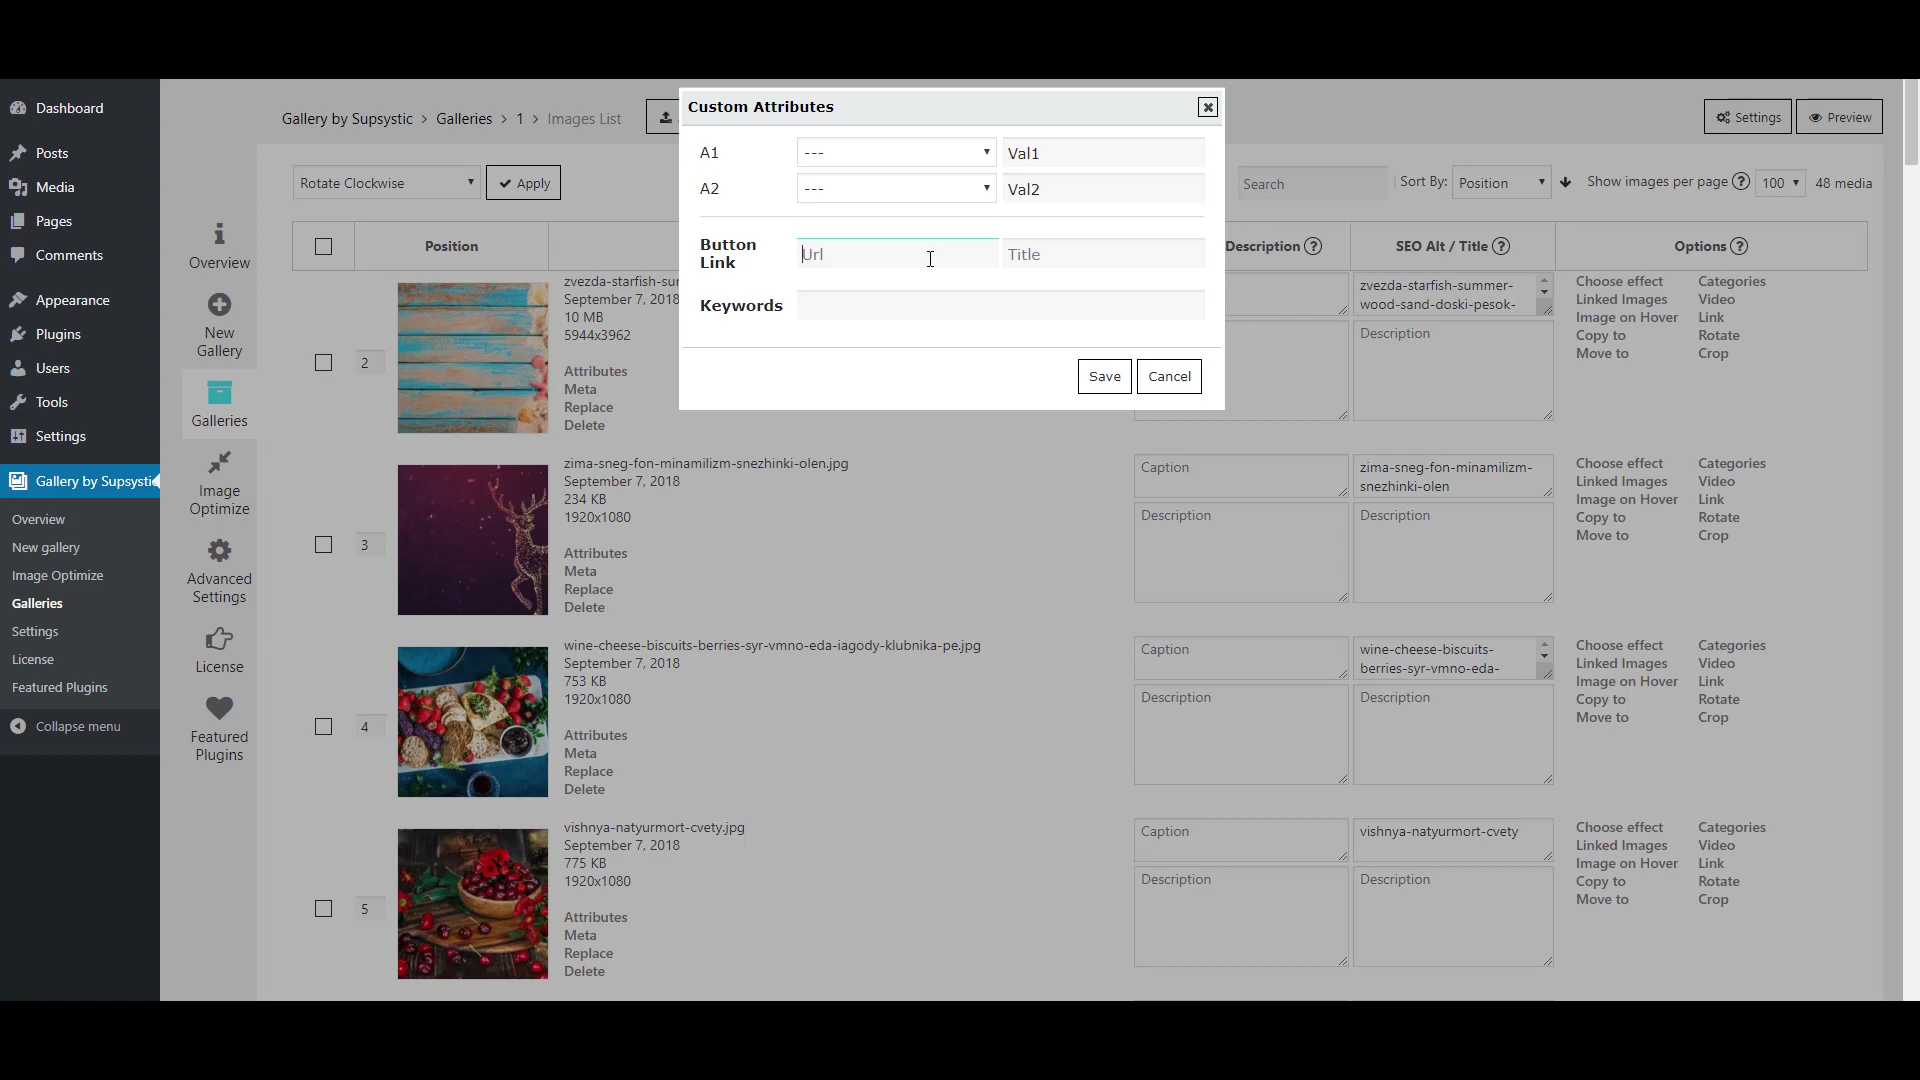 Dashboard
Posts
Media
Pages
Comments
Appearance
Plugins
Users
Tools
Settings
Gallery by Supsystic
Overview
New gallery
Image Optimize
Galleries
Settings
License
Featured Plugins
Collapse menu
Overview
New
Gallery
Galleries
Image
Optimize
Advanced
Settings
License
Featured
Plugins
Gallery by Supsystic > Galleries > 1 > Images List
Settings
Preview
Rotate Clockwise
Apply
Search
Sort By:
Position
Show images per page
100
48 media
Custom Attributes
A1
---
Val1
A2
---
Val2
Button
Link
Url
Title
Keywords
Save
Cancel
Position
Description
SEO Alt / Title
Options
2
zvezda-starfish-su
September 7, 2018
10 MB
5944x3962
Attributes
Meta
Replace
Delete
zvezda-starfish-summer-
wood-sand-doski-pesok-
Description
Choose effect
Linked Images
Image on Hover
Copy to
Move to
Categories
Video
Link
Rotate
Crop
3
zima-sneg-fon-minamilizm-snezhinki-olen.jpg
September 7, 2018
234 KB
1920x1080
Attributes
Meta
Replace
Delete
Caption
Description
zima-sneg-fon-minamilizm-
snezhinki-olen
Description
Choose effect
Linked Images
Image on Hover
Copy to
Move to
Categories
Video
Link
Rotate
Crop
4
wine-cheese-biscuits-berries-syr-vmno-eda-iagody-klubnika-pe.jpg
September 7, 2018
753 KB
1920x1080
Attributes
Meta
Replace
Delete
Caption
Description
wine-cheese-biscuits-
berries-syr-vmno-eda-
Description
Choose effect
Linked Images
Image on Hover
Copy to
Move to
Categories
Video
Link
Rotate
Crop
5
vishnya-natyurmort-cvety.jpg
September 7, 2018
775 KB
1920x1080
Attributes
Meta
Replace
Delete
Caption
Description
vishnya-natyurmort-cvety
Description
Choose effect
Linked Images
Image on Hover
Copy to
Move to
Categories
Video
Link
Rotate
Crop